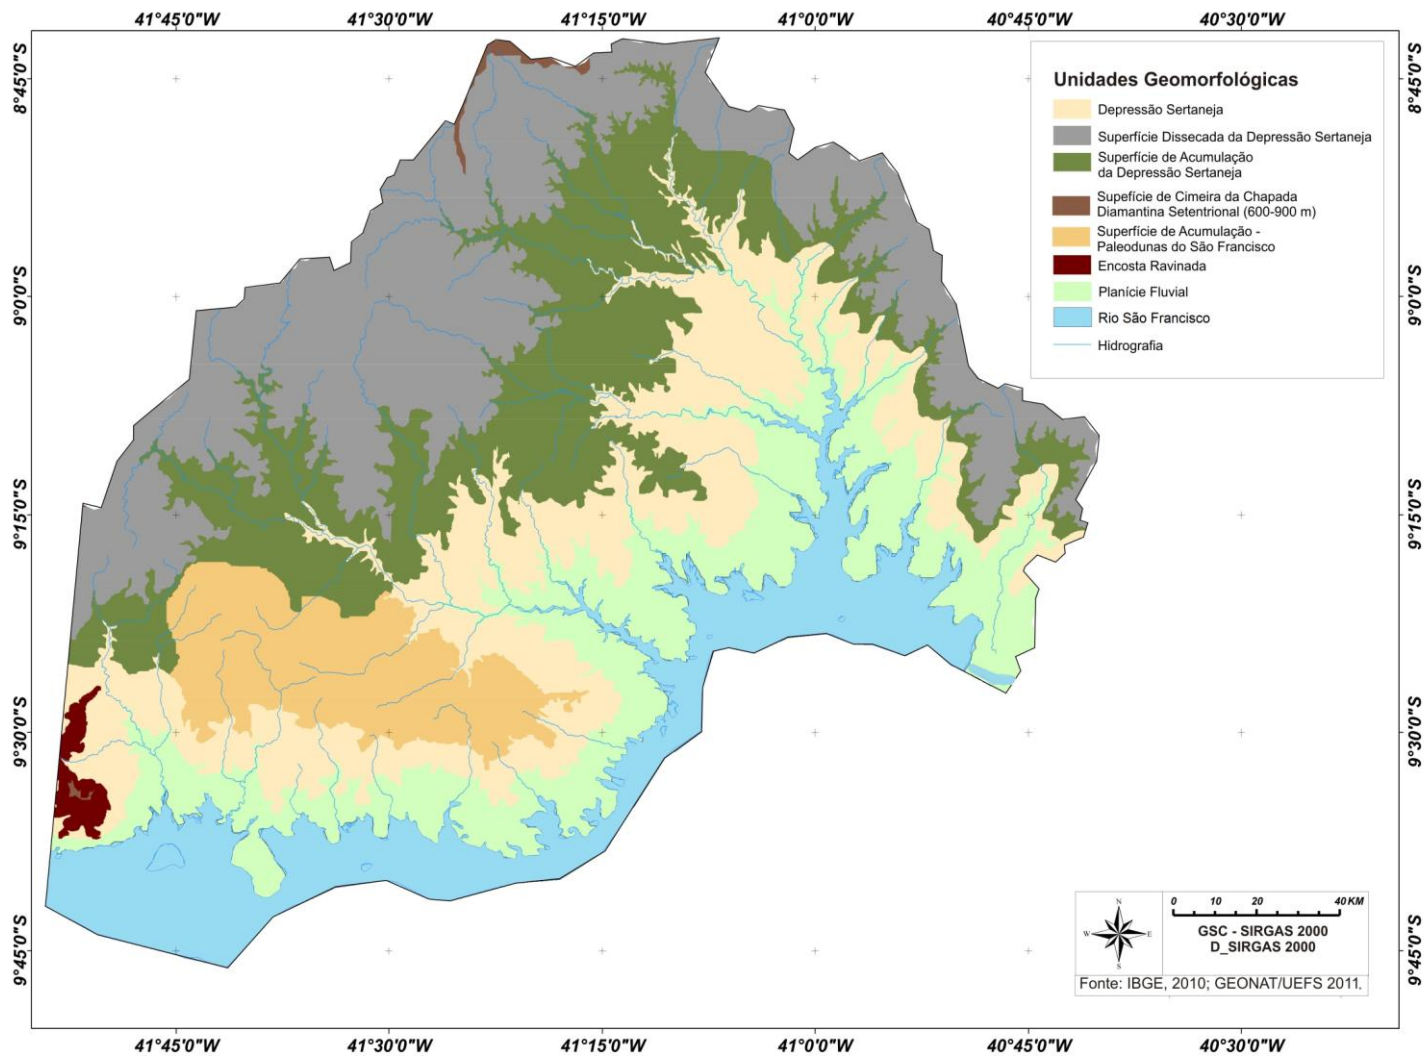 41°45'0"W 41°30'0"W 41°15'0"W 41°0'0"W 40°45'0"W 40°30'0"W
8°45'0"S 8°45'0"S
Unidades Geomorfológicas
Depressão Sertaneja
Superfície Dissecada da Depressão Sertaneja
Superfície de Acumulação
da Depressão Sertaneja
Supefície de Cimeira da Chapada
Diamantina Setentrional (600-900 m)
Superfície de Acumulação -
Paleodunas do São Francisco
Encosta Ravinada
Planície Fluvial
Rio São Francisco
Hidrografia
9°0'0"S 9°0'0"S
9°15'0"S 9°15'0"S
9°30'0"S 9°30'0"S
9°45'0"S 9°45'0"S
N
W E
S
0 10 20 40 KM
GSC - SIRGAS 2000
D_SIRGAS 2000
Fonte: IBGE, 2010; GEONAT/UEFS 2011.
41°45'0"W 41°30'0"W 41°15'0"W 41°0'0"W 40°45'0"W 40°30'0"W